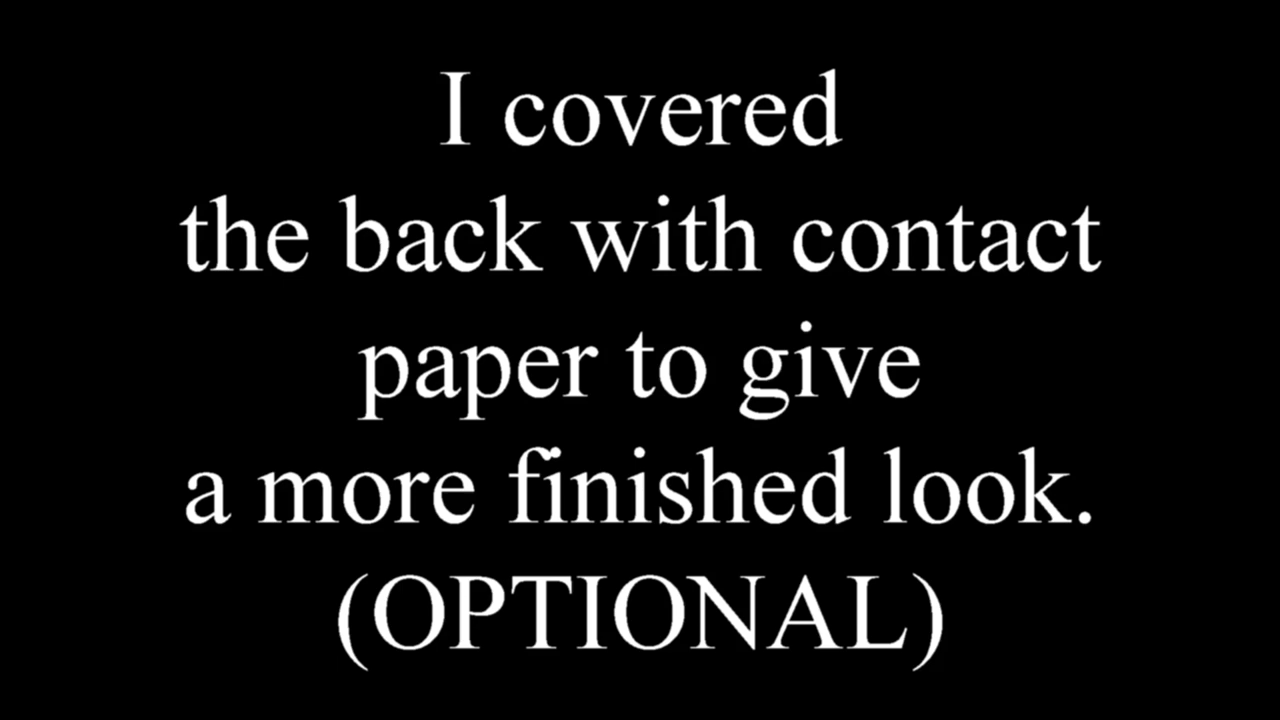 I covered
the back with contact
paper to give
a more finished look.
(OPTIONAL)